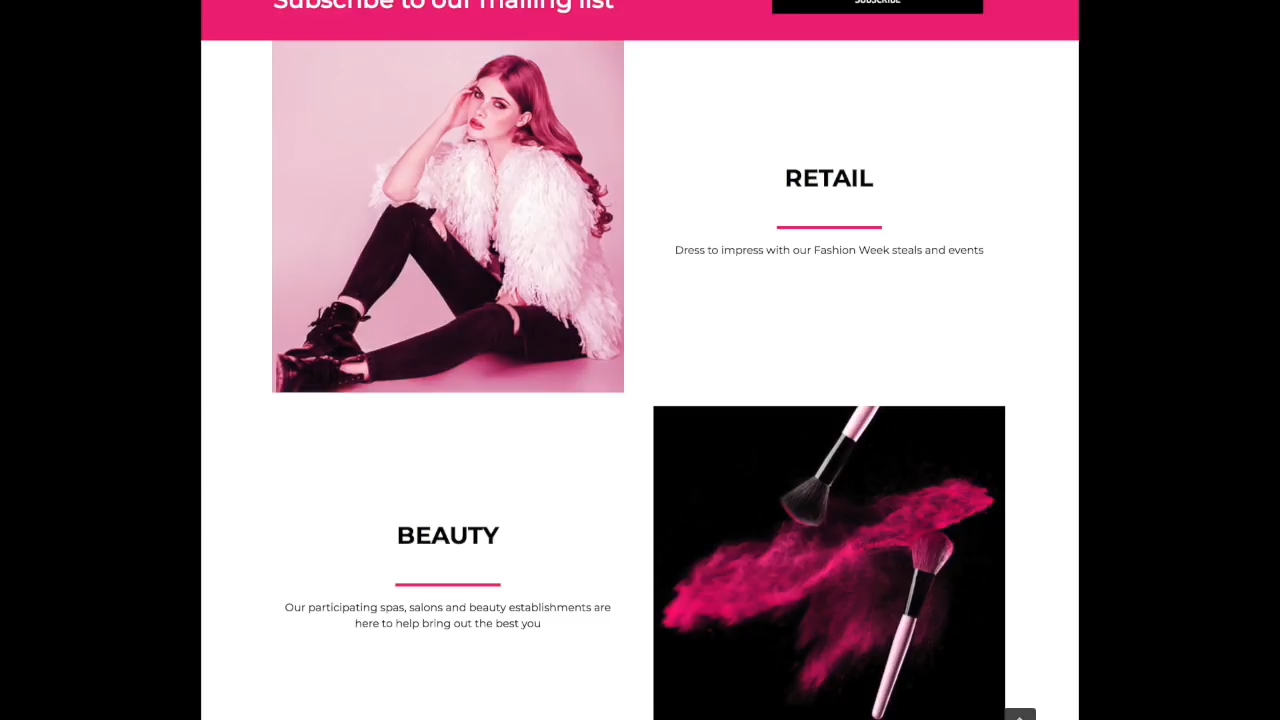 Subscribe to our mailing list
SUBSCRIBE
RETAIL
Dress to impress with our Fashion Week steals and events
BEAUTY
Our participating spas, salons and beauty establishments are
here to help bring out the best you